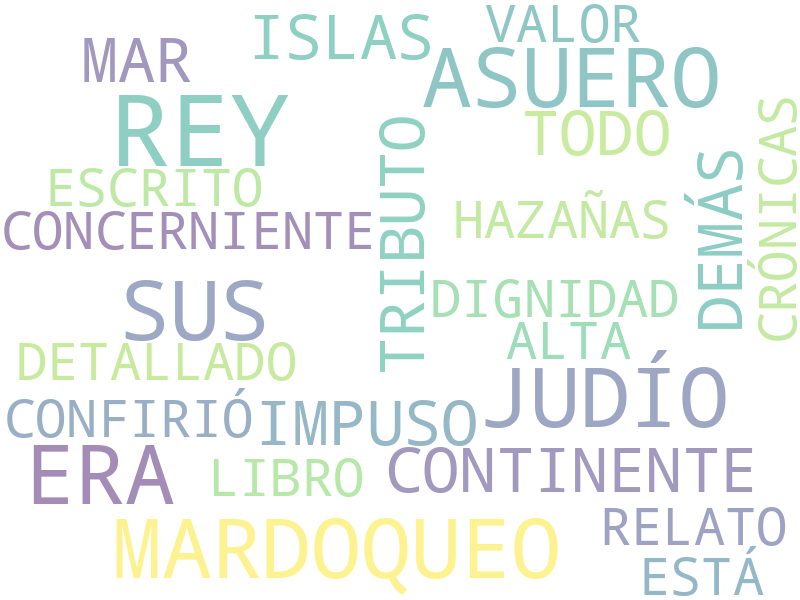 VALOR
ISLAS
MAR
ASUERO
REY
TODO
CRÓNICAS
TRIBUTO
DEMÁS
ESCRITO
HAZAÑAS
CONCERNIENTE
SUS
DIGNIDAD
ALTA
DETALLADO
JUDÍO
CONFIRIÓ
IMPUSO
ERA
LIBRO
CONTINENTE
RELATO
MARDOQUEO
ESTÁ